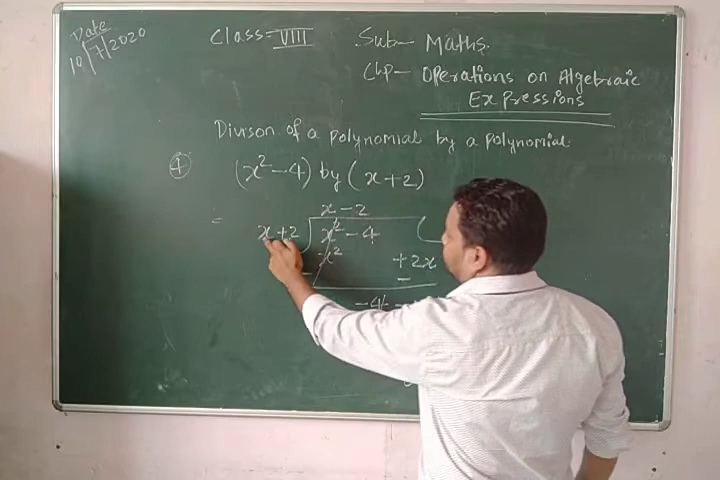 Date
10/7/2020
Class - VIII
Sub- Maths.
Chp- Operations on Algebraic
Expressions
Divison of a polynomial by a polynomial.
4
(x² - 4) by (x+2)
=
x - 2
x+2 ) x² - 4 (
x² + 2x
- -
-4 -